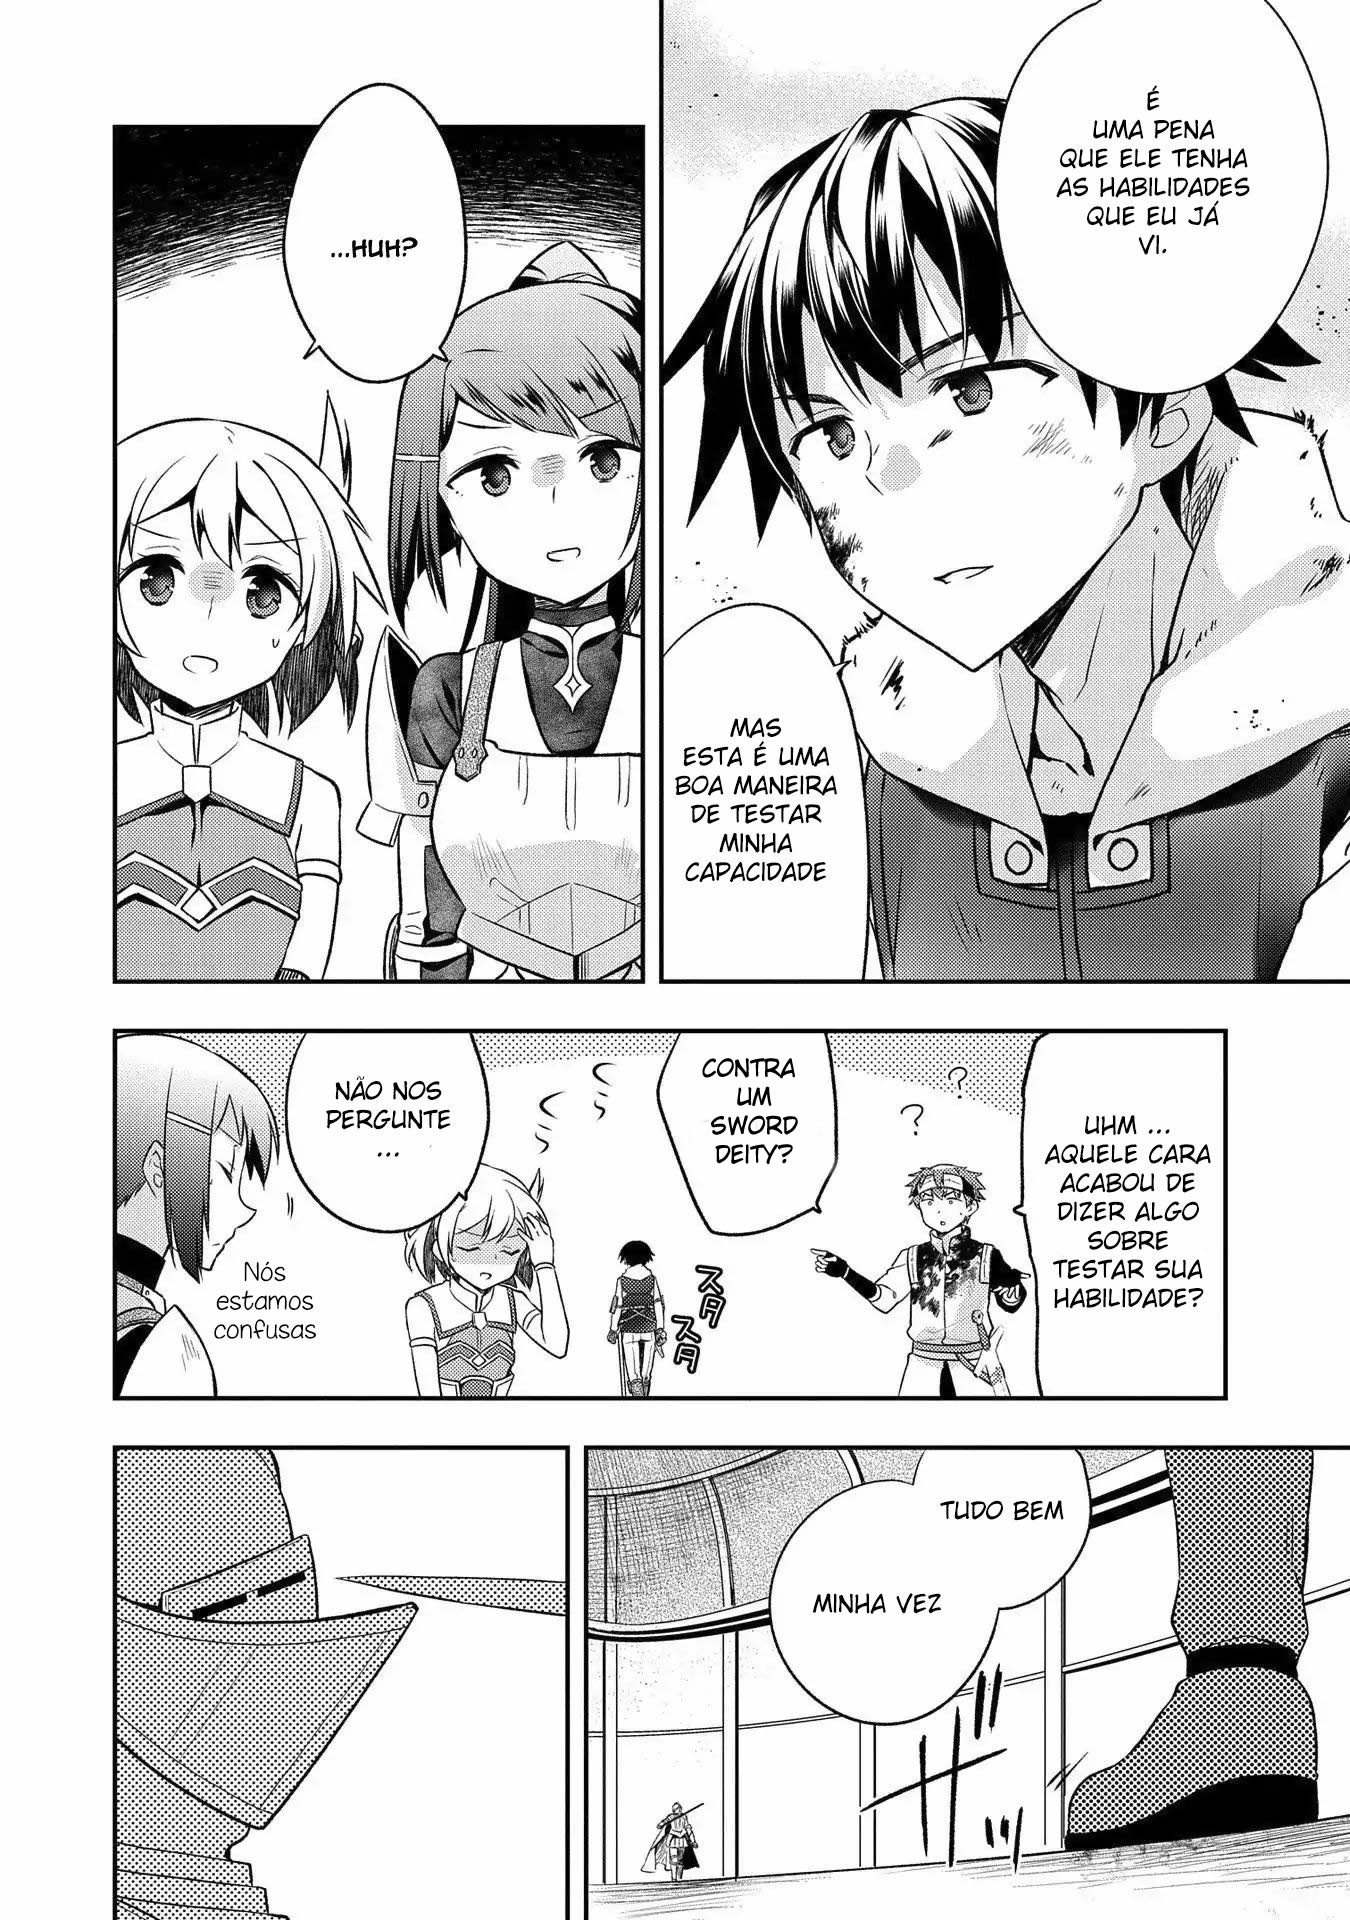 É
UMA PENA
QUE ELE TENHA
AS HABILIDADES
QUE EU JÁ
VI.
MAS
ESTA É UMA
BOA MANEIRA
DE TESTAR
MINHA
CAPACIDADE
...HUH?
UHM ...
AQUELE CARA
ACABOU DE
DIZER ALGO
SOBRE
TESTAR SUA
HABILIDADE?
?
?
CONTRA
UM
SWORD
DEITY?
スタ
スタ
NÃO NOS
PERGUNTE
...
Nós
estamos
confusas
TUDO BEM
MINHA VEZ
ザッ